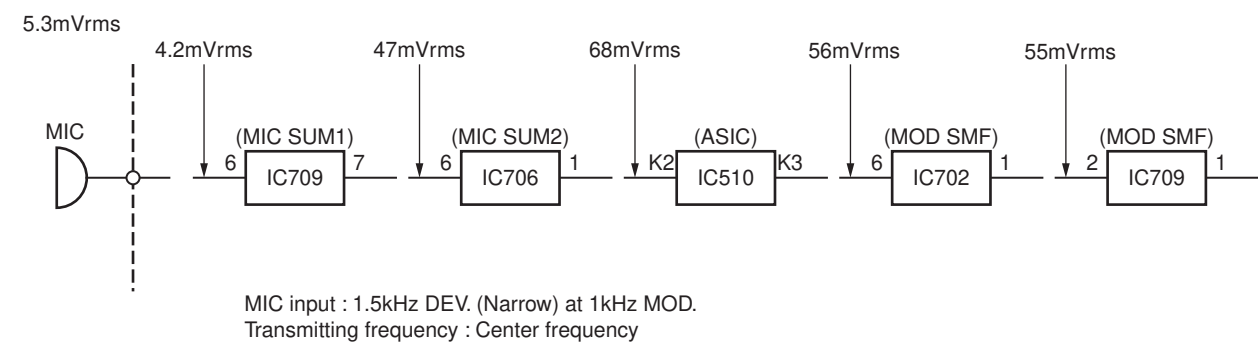 5.3mVrms
4.2mVrms 47mVrms 68mVrms 56mVrms 55mVrms
MIC (MIC SUM1) (MIC SUM2) (ASIC) (MOD SMF) (MOD SMF)
6 IC709 7 6 IC706 1 K2 IC510 K3 6 IC702 1 2 IC709 1
MIC input : 1.5kHz DEV. (Narrow) at 1kHz MOD.
Transmitting frequency : Center frequency